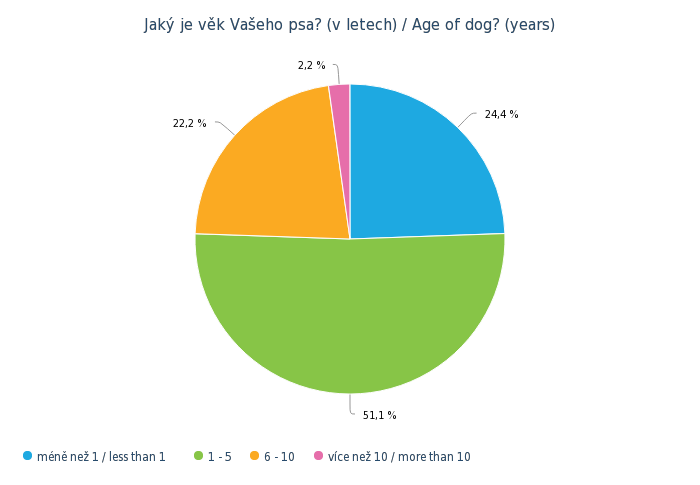 Jaký je věk Vašeho psa? (v letech) / Age of dog? (years)
2,2 %
24,4 %
22,2 %
51,1 %
méně než 1 / less than 1
1 - 5
6 - 10
více než 10 / more than 10